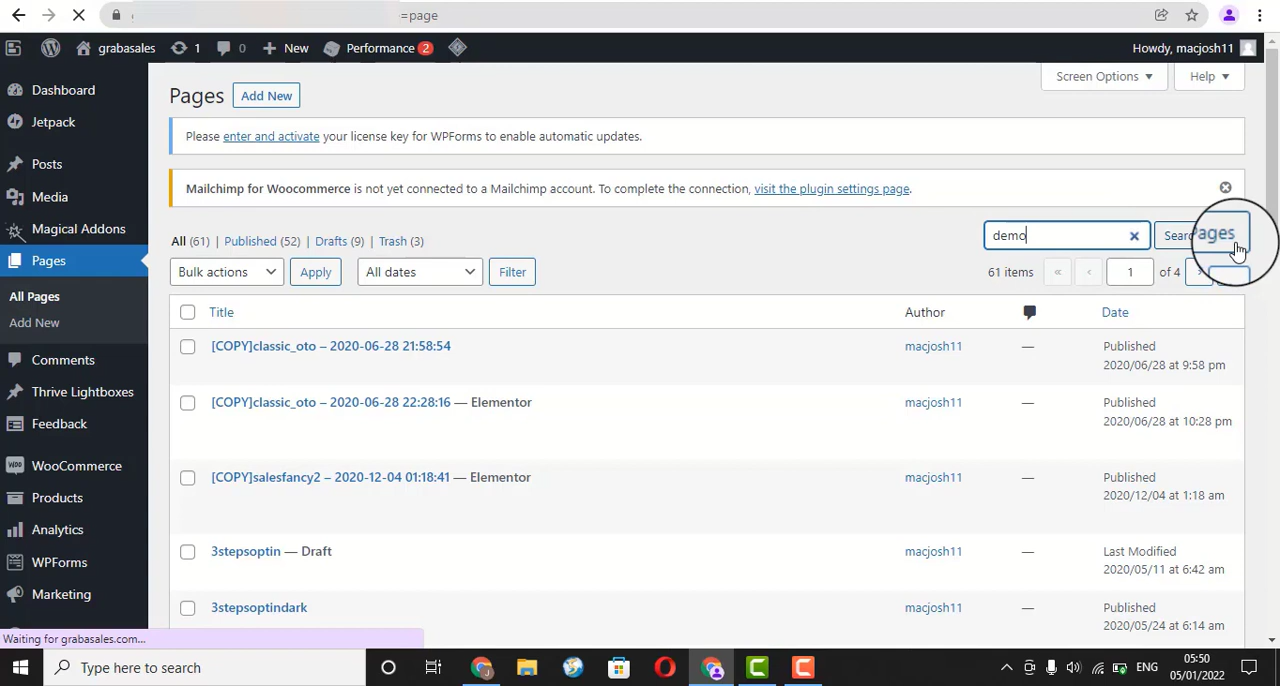 =page
grabasales 1 0 New Performance 2 Howdy, macjosh11
Dashboard
Jetpack
Posts
Media
Magical Addons
Pages
All Pages
Add New
Comments
Thrive Lightboxes
Feedback
WooCommerce
Products
Analytics
WPForms
Marketing
Screen Options ▼ Help ▼
Pages Add New
Please enter and activate your license key for WPForms to enable automatic updates.
Mailchimp for Woocommerce is not yet connected to a Mailchimp account. To complete the connection, visit the plugin settings page.
All (61) | Published (52) | Drafts (9) | Trash (3)
demo Search Pages
Bulk actions Apply All dates Filter 61 items « ‹ 1 of 4 ›
Title Author Date
[COPY]classic_oto – 2020-06-28 21:58:54 macjosh11 — Published
2020/06/28 at 9:58 pm
[COPY]classic_oto – 2020-06-28 22:28:16 — Elementor macjosh11 — Published
2020/06/28 at 10:28 pm
[COPY]salesfancy2 – 2020-12-04 01:18:41 — Elementor macjosh11 — Published
2020/12/04 at 1:18 am
3stepsoptin — Draft macjosh11 — Last Modified
2020/05/11 at 6:42 am
3stepsoptindark macjosh11 — Published
2020/05/24 at 6:14 am
Waiting for grabasales.com...
Type here to search ENG 05:50
05/01/2022